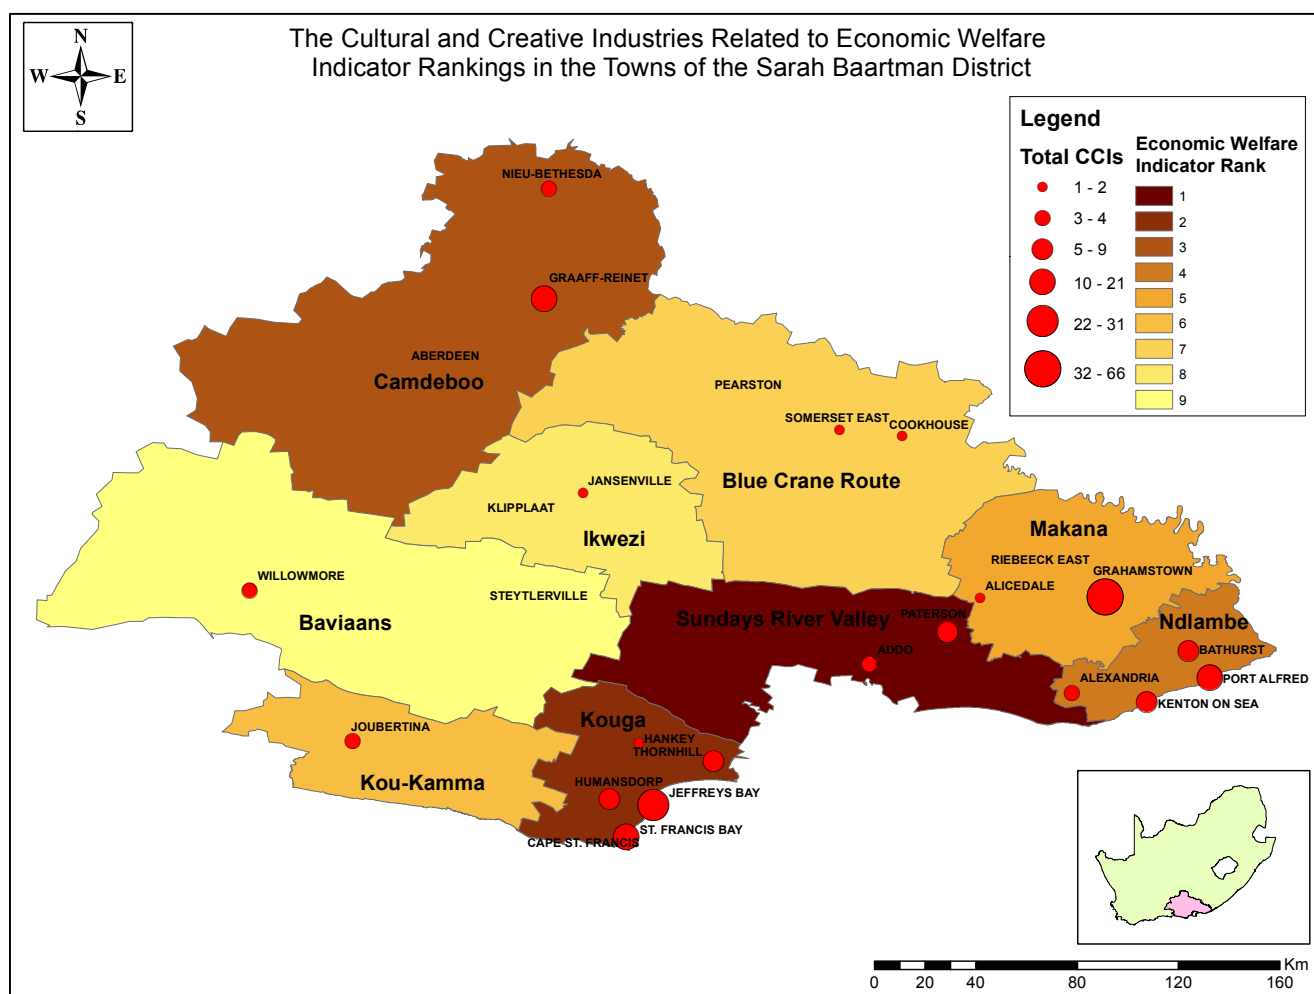 The Cultural and Creative Industries Related to Economic Welfare
Indicator Rankings in the Towns of the Sarah Baartman District
N
W
E
S
Legend
Total CCIs
1 - 2
3 - 4
5 - 9
10 - 21
22 - 31
32 - 66
Economic Welfare
Indicator Rank
1
2
3
4
5
6
7
8
9
NIEU-BETHESDA
GRAAFF-REINET
ABERDEEN
Camdeboo
PEARSTON
SOMERSET EAST
COOKHOUSE
Blue Crane Route
JANSENVILLE
KLIPPLAAT
Ikwezi
Makana
RIEBEECK EAST
GRAHAMSTOWN
ALICEDALE
WILLOWMORE
STEYTLERVILLE
Baviaans
Sundays River Valley
PATERSON
ADDO
Ndlambe
BATHURST
ALEXANDRIA
PORT ALFRED
KENTON ON SEA
JOUBERTINA
Kou-Kamma
Kouga
HANKEY
THORNHILL
HUMANSDORP
JEFFREYS BAY
ST. FRANCIS BAY
CAPE ST. FRANCIS
Km
0 20 40 80 120 160